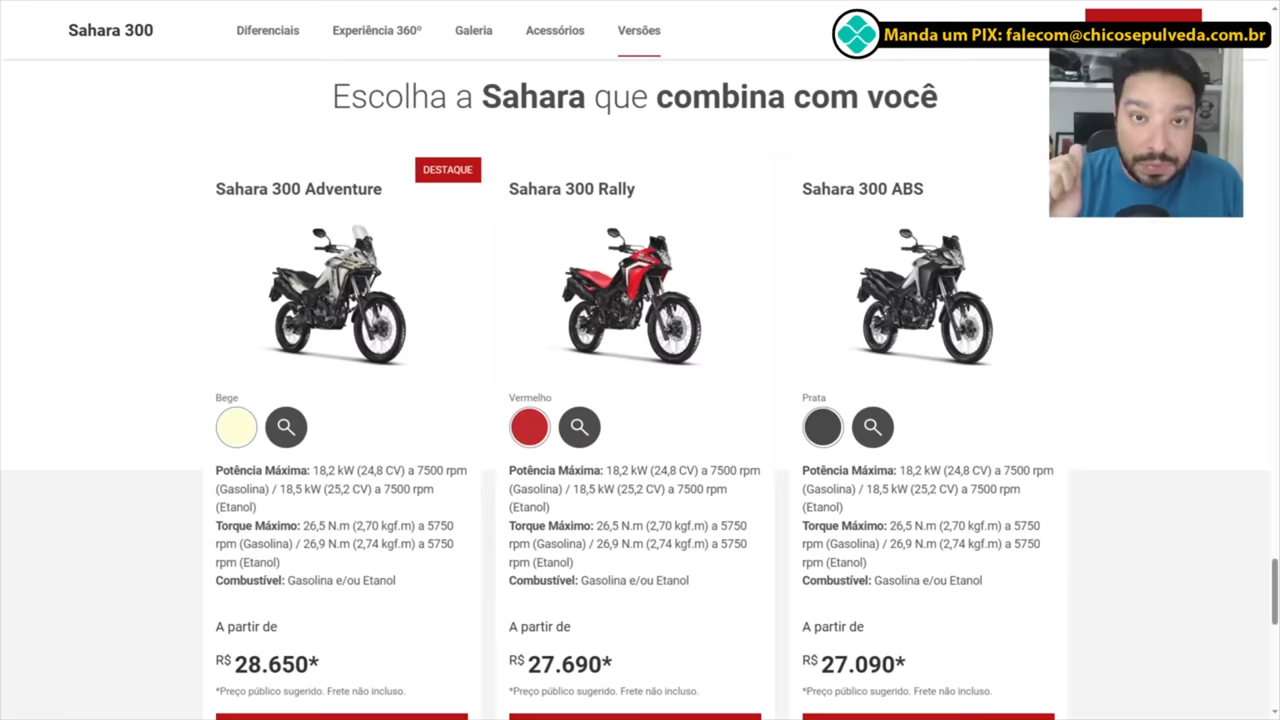 Sahara 300
Diferenciais
Experiência 360º
Galeria
Acessórios
Versões
Manda um PIX: falecom@chicosepulveda.com.br
Escolha a Sahara que combina com você
DESTAQUE
Sahara 300 Adventure
Bege
Potência Máxima: 18,2 kW (24,8 CV) a 7500 rpm
(Gasolina) / 18,5 kW (25,2 CV) a 7500 rpm
(Etanol)
Torque Máximo: 26,5 N.m (2,70 kgf.m) a 5750
rpm (Gasolina) / 26,9 N.m (2,74 kgf.m) a 5750
rpm (Etanol)
Combustível: Gasolina e/ou Etanol
A partir de
R$ 28.650*
*Preço público sugerido. Frete não incluso.
Sahara 300 Rally
Vermelho
Potência Máxima: 18,2 kW (24,8 CV) a 7500 rpm
(Gasolina) / 18,5 kW (25,2 CV) a 7500 rpm
(Etanol)
Torque Máximo: 26,5 N.m (2,70 kgf.m) a 5750
rpm (Gasolina) / 26,9 N.m (2,74 kgf.m) a 5750
rpm (Etanol)
Combustível: Gasolina e/ou Etanol
A partir de
R$ 27.690*
*Preço público sugerido. Frete não incluso.
Sahara 300 ABS
Prata
Potência Máxima: 18,2 kW (24,8 CV) a 7500 rpm
(Gasolina) / 18,5 kW (25,2 CV) a 7500 rpm
(Etanol)
Torque Máximo: 26,5 N.m (2,70 kgf.m) a 5750
rpm (Gasolina) / 26,9 N.m (2,74 kgf.m) a 5750
rpm (Etanol)
Combustível: Gasolina e/ou Etanol
A partir de
R$ 27.090*
*Preço público sugerido. Frete não incluso.